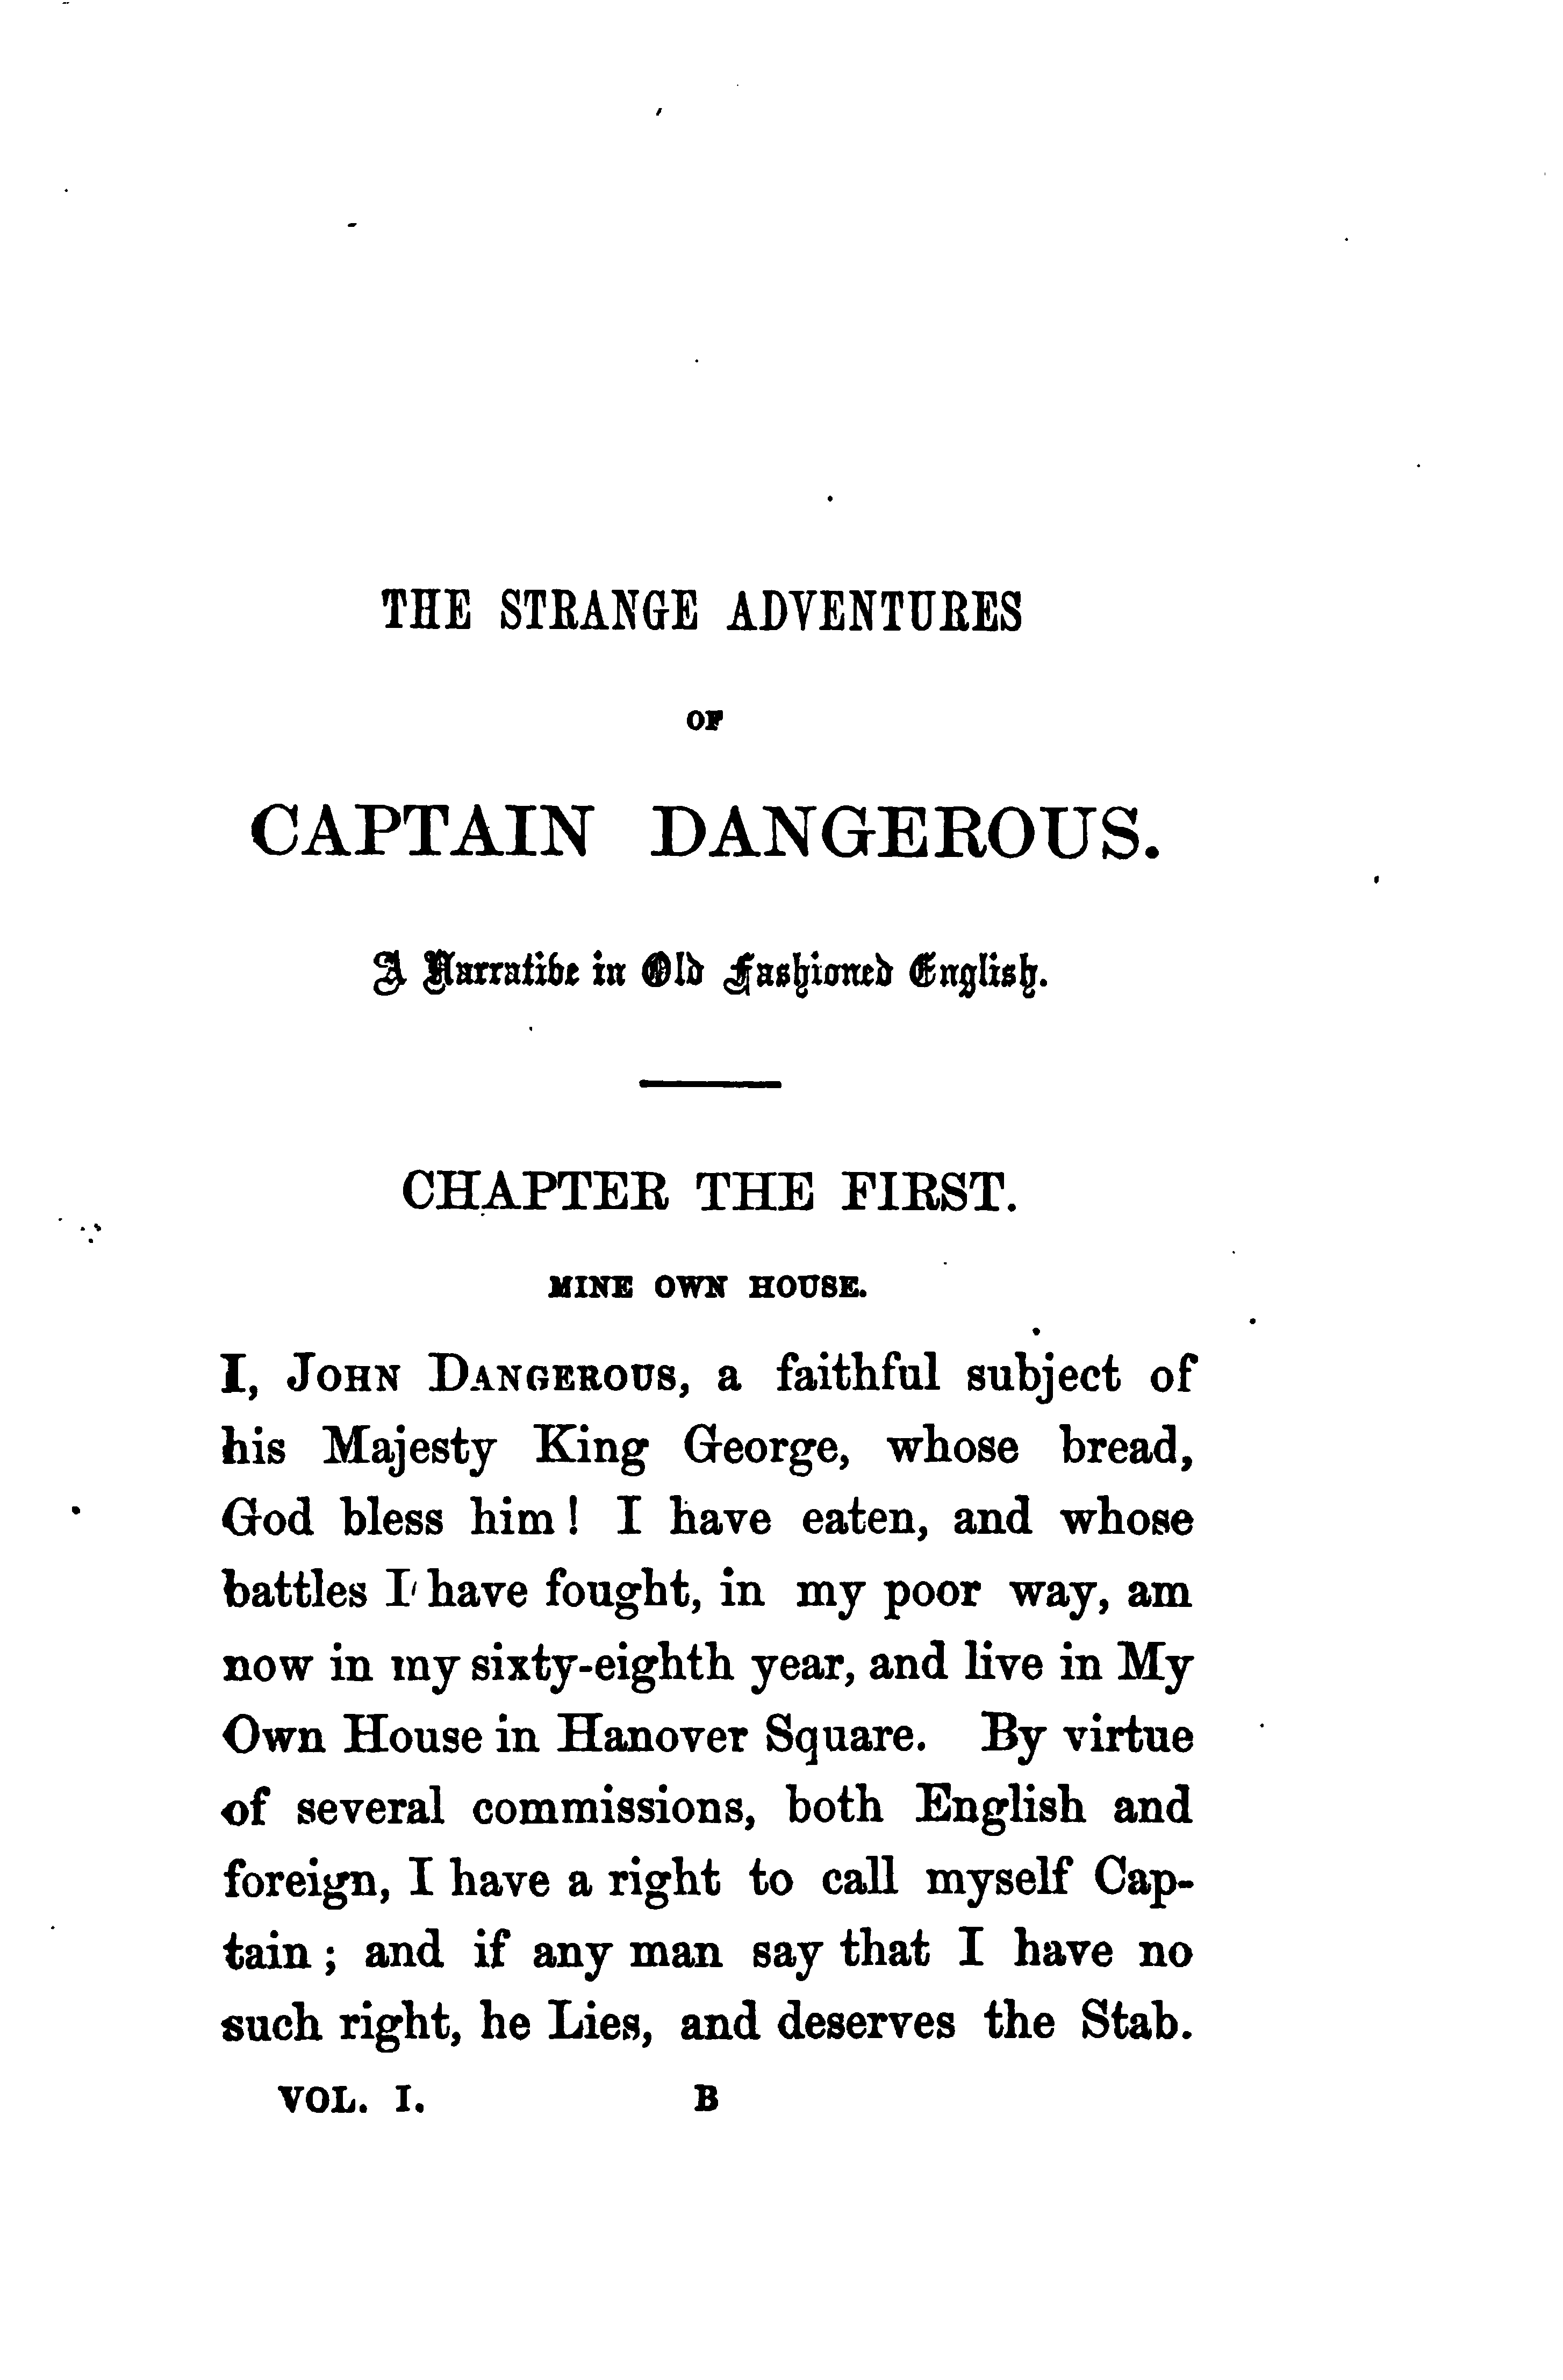 THE STRANGE ADVENTURES
OF
CAPTAIN DANGEROUS.
A Narrative in Old Fashioned English.
CHAPTER THE FIRST.
MINE OWN HOUSE.
I, JOHN DANGEROUS, a faithful subject of
his Majesty King George, whose bread,
God bless him! I have eaten, and whose
battles I have fought, in my poor way, am
now in my sixty-eighth year, and live in My
Own House in Hanover Square. By virtue
of several commissions, both English and
foreign, I have a right to call myself Cap-
tain; and if any man say that I have no
such right, he Lies, and deserves the Stab.
VOL. I. B